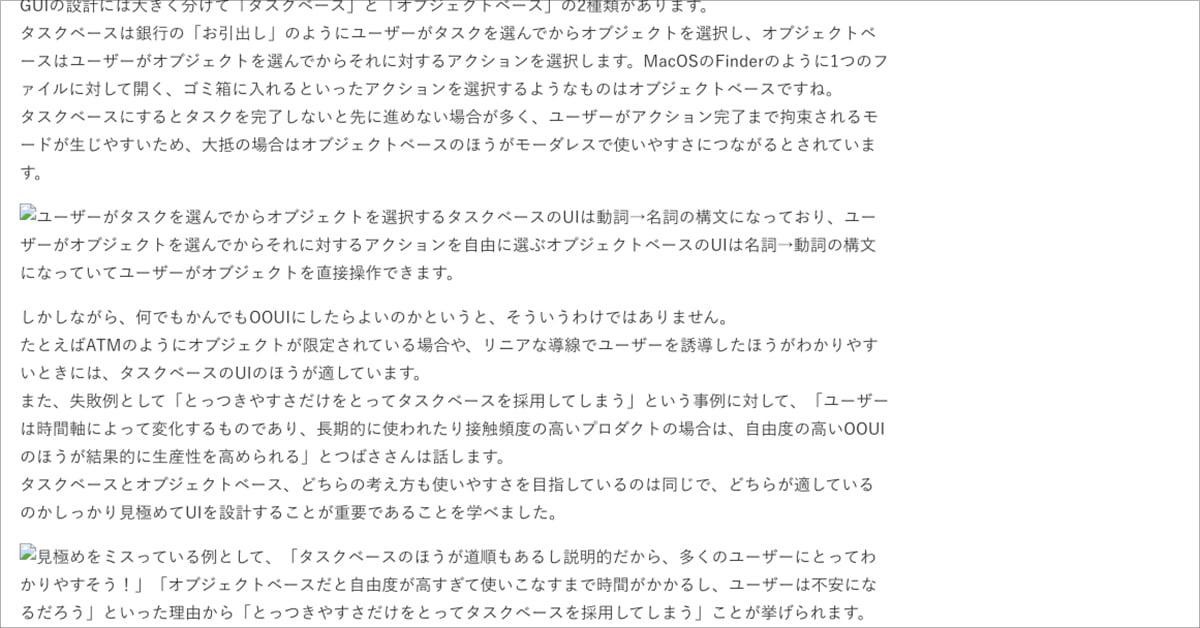 GUIの設計には大きく分けて「タスクベース」と「オブジェクトベース」の2種類があります。
タスクベースは銀行の「お引出し」のようにユーザーがタスクを選んでからオブジェクトを選択し、オブジェクトベ
ースはユーザーがオブジェクトを選んでからそれに対するアクションを選択します。MacOSのFinderのように1つのフ
ァイルに対して開く、ゴミ箱に入れるといったアクションを選択するようなものはオブジェクトベースですね。
タスクベースにするとタスクを完了しないと先に進めない場合が多く、ユーザーがアクション完了まで拘束されるモ
ードが生じやすいため、大抵の場合はオブジェクトベースのほうがモーダレスで使いやすさにつながるとされていま
す。
ユーザーがタスクを選んでからオブジェクトを選択するタスクベースのUIは動詞→名詞の構文になっており、ユー
ザーがオブジェクトを選んでからそれに対するアクションを自由に選ぶオブジェクトベースのUIは名詞→動詞の構文
になっていてユーザーがオブジェクトを直接操作できます。
しかしながら、何でもかんでもOOUIにしたらよいのかというと、そういうわけではありません。
たとえばATMのようにオブジェクトが限定されている場合や、リニアな導線でユーザーを誘導したほうがわかりやす
いときには、タスクベースのUIのほうが適しています。
また、失敗例として「とっつきやすさだけをとってタスクベースを採用してしまう」という事例に対して、「ユーザー
は時間軸によって変化するものであり、長期的に使われたり接触頻度の高いプロダクトの場合は、自由度の高いOOUI
のほうが結果的に生産性を高められる」とつばささんは話します。
タスクベースとオブジェクトベース、どちらの考え方も使いやすさを目指しているのは同じで、どちらが適している
のかしっかり見極めてUIを設計することが重要であることを学べました。
見極めをミスっている例として、「タスクベースのほうが道順もあるし説明的だから、多くのユーザーにとってわ
かりやすそう！」「オブジェクトベースだと自由度が高すぎて使いこなすまで時間がかかるし、ユーザーは不安にな
るだろう」といった理由から「とっつきやすさだけをとってタスクベースを採用してしまう」ことが挙げられます。